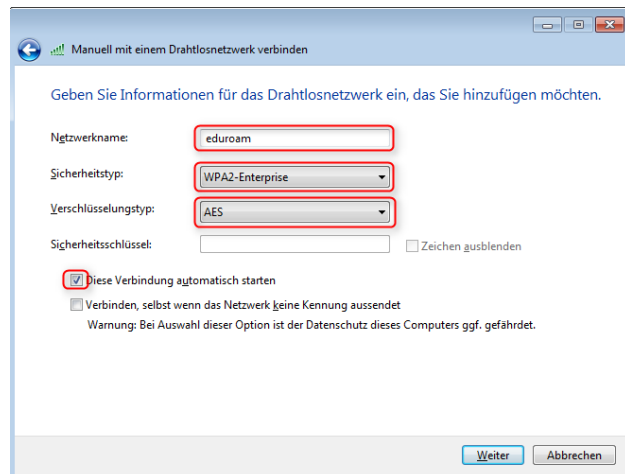 Manuell mit einem Drahtlosnetzwerk verbinden
Geben Sie Informationen für das Drahtlosnetzwerk ein, das Sie hinzufügen möchten.
Netzwerkname: eduroam
Sicherheitstyp: WPA2-Enterprise
Verschlüsselungstyp: AES
Sicherheitsschlüssel: Zeichen ausblenden
Diese Verbindung automatisch starten
Verbinden, selbst wenn das Netzwerk keine Kennung aussendet
Warnung: Bei Auswahl dieser Option ist der Datenschutz dieses Computers ggf. gefährdet.
Weiter Abbrechen